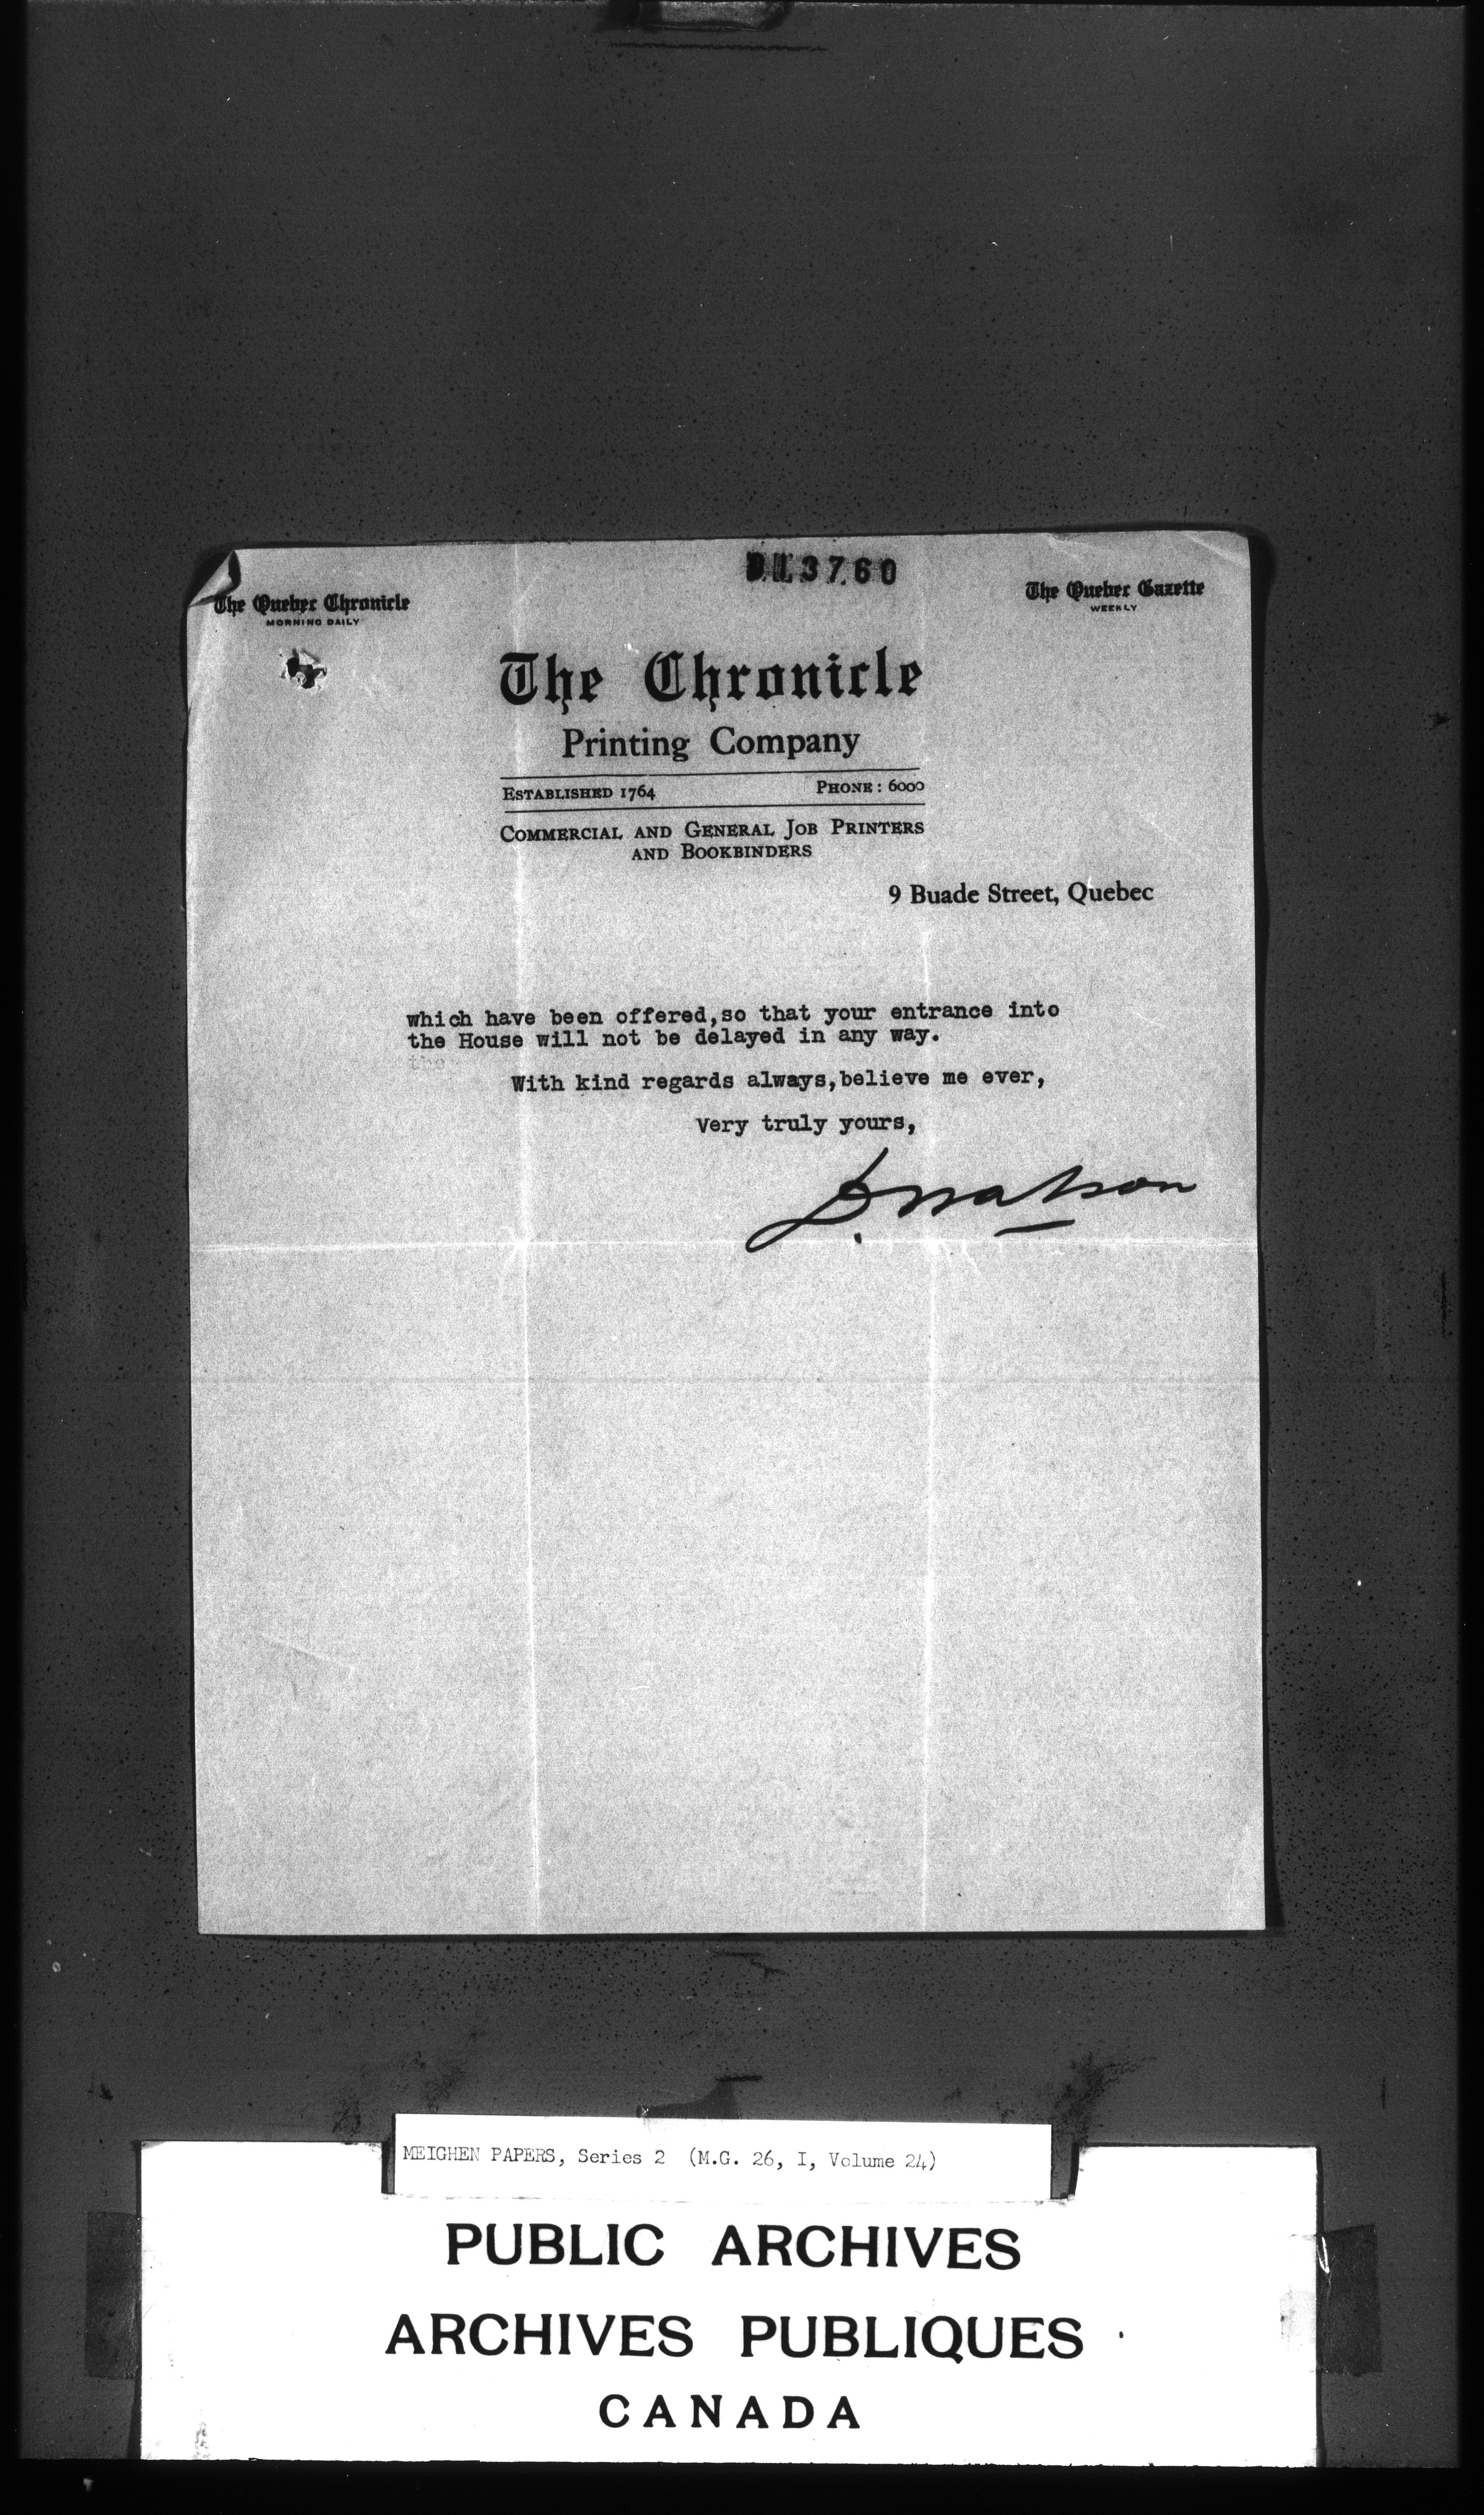 013760
The Quebec Chronicle
MORNING DAILY
The Quebec Gazette
WEEKLY
The Chronicle
Printing Company
ESTABLISHED 1764 PHONE: 6000
COMMERCIAL AND GENERAL JOB PRINTERS
AND BOOKBINDERS
9 Buade Street, Quebec
which have been offered,so that your entrance into
the House will not be delayed in any way.
the
With kind regards always,believe me ever,
Very truly yours,
D. Watson
MEIGHEN PAPERS, Series 2 (M.G. 26, I, Volume 24)
PUBLIC ARCHIVES
ARCHIVES PUBLIQUES
CANADA